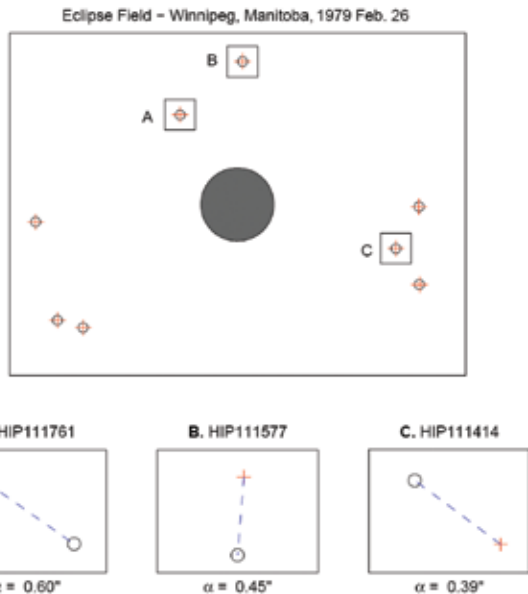 Eclipse Field – Winnipeg, Manitoba, 1979 Feb. 26
B
A
C
HIP111761
B. HIP111577
C. HIP111414
= 0.60"
α = 0.45"
α = 0.39"